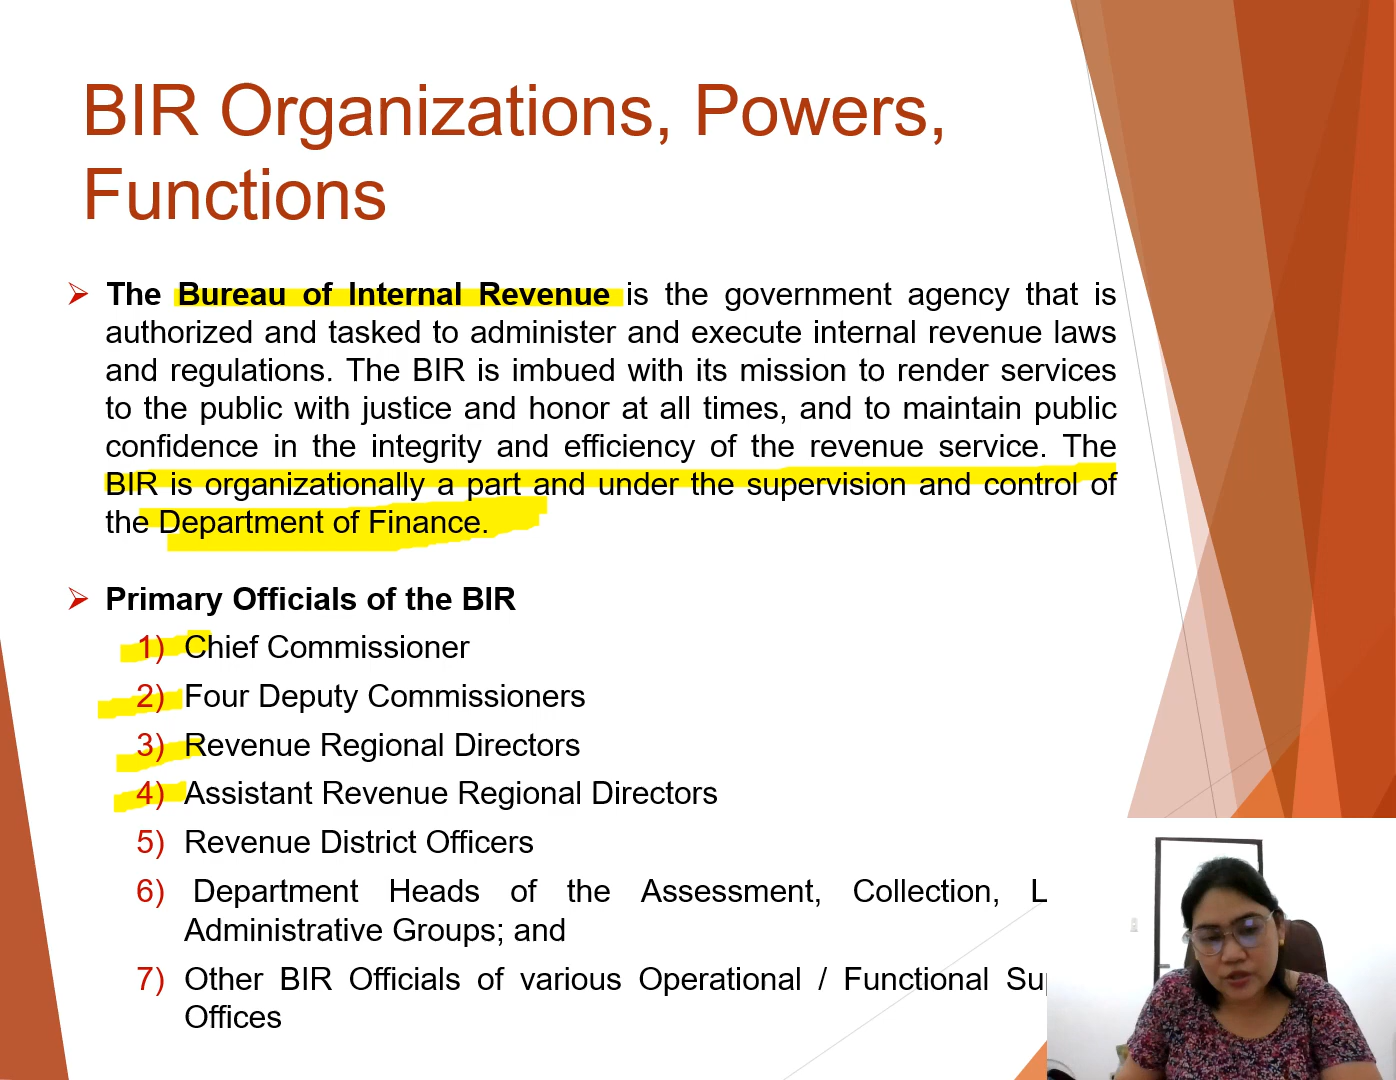 BIR Organizations, Powers,
Functions
The Bureau of Internal Revenue is the government agency that is
authorized and tasked to administer and execute internal revenue laws
and regulations. The BIR is imbued with its mission to render services
to the public with justice and honor at all times, and to maintain public
confidence in the integrity and efficiency of the revenue service. The
BIR is organizationally a part and under the supervision and control of
the Department of Finance.
Primary Officials of the BIR
1) Chief Commissioner
2) Four Deputy Commissioners
3) Revenue Regional Directors
4) Assistant Revenue Regional Directors
5) Revenue District Officers
6) Department Heads of the Assessment, Collection,
Administrative Groups; and
7) Other BIR Officials of various Operational / Functional
Offices